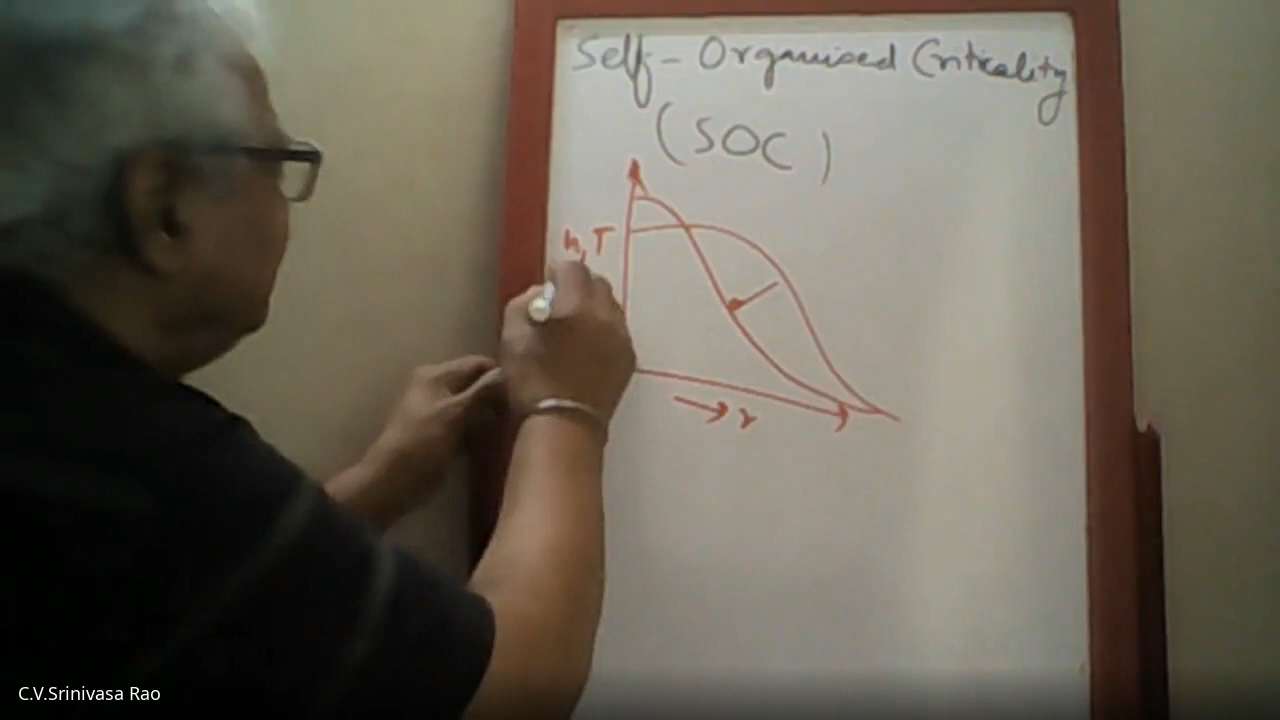 Self-Organised Criticality
(SOC)
n, T
r
C.V.Srinivasa Rao